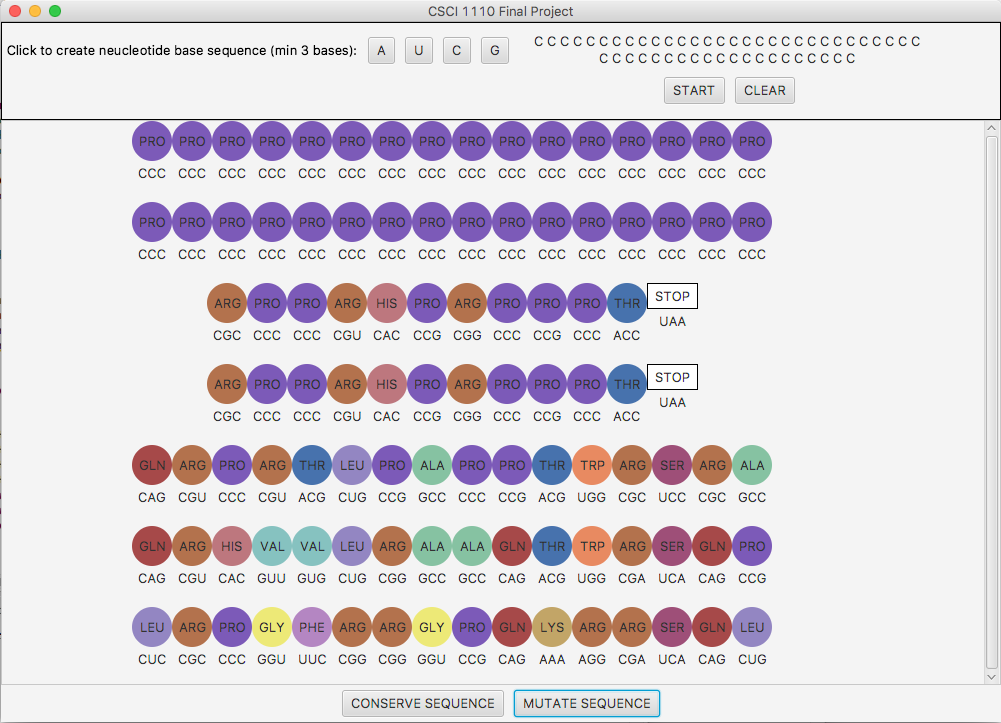 CSCI 1110 Final Project
Click to create neucleotide base sequence (min 3 bases): A U C G
C C C C C C C C C C C C C C C C C C C C C C C C C C C C C C
C C C C C C C C C C C C C C C C C C C C
START CLEAR
PRO PRO PRO PRO PRO PRO PRO PRO PRO PRO PRO PRO PRO PRO PRO PRO
CCC CCC CCC CCC CCC CCC CCC CCC CCC CCC CCC CCC CCC CCC CCC CCC
PRO PRO PRO PRO PRO PRO PRO PRO PRO PRO PRO PRO PRO PRO PRO PRO
CCC CCC CCC CCC CCC CCC CCC CCC CCC CCC CCC CCC CCC CCC CCC CCC
ARG PRO PRO ARG HIS PRO ARG PRO PRO PRO THR STOP
CGC CCC CCC CGU CAC CCG CGG CCC CCG CCC ACC UAA
ARG PRO PRO ARG HIS PRO ARG PRO PRO PRO THR STOP
CGC CCC CCC CGU CAC CCG CGG CCC CCG CCC ACC UAA
GLN ARG PRO ARG THR LEU PRO ALA PRO PRO THR TRP ARG SER ARG ALA
CAG CGU CCC CGU ACG CUG CCG GCC CCC CCG ACG UGG CGC UCC CGC GCC
GLN ARG HIS VAL VAL LEU ARG ALA ALA GLN THR TRP ARG SER GLN PRO
CAG CGU CAC GUU GUG CUG CGG GCC GCC CAG ACG UGG CGA UCA CAG CCG
LEU ARG PRO GLY PHE ARG ARG GLY PRO GLN LYS ARG ARG SER GLN LEU
CUC CGC CCC GGU UUC CGG CGG GGU CCG CAG AAA AGG CGA UCA CAG CUG
CONSERVE SEQUENCE MUTATE SEQUENCE